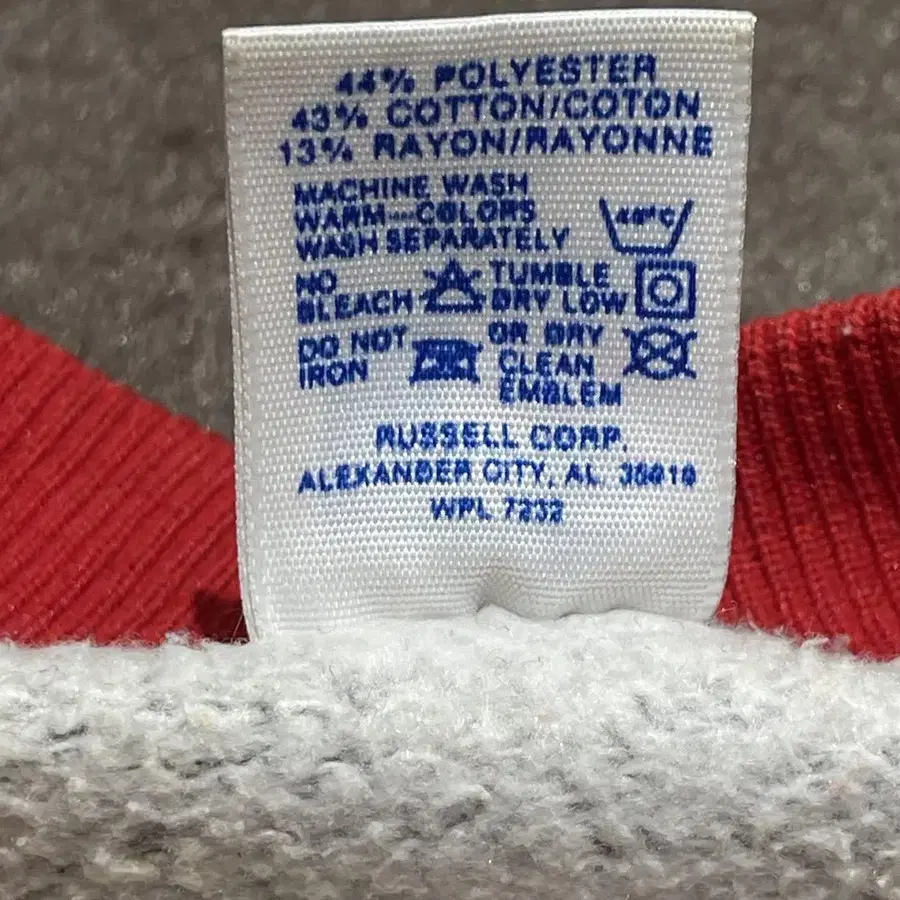 44% POLYESTER
43% COTTON/COTON
13% RAYON/RAYONNE
MACHINE WASH
WARM—COLORS
WASH SEPARATELY
40°C
NO
BLEACH
TUMBLE
DRY LOW
DO NOT
IRON
OR DRY
CLEAN
EMBLEM
RUSSELL CORP.
ALEXANDER CITY, AL. 35010
WPL 7232